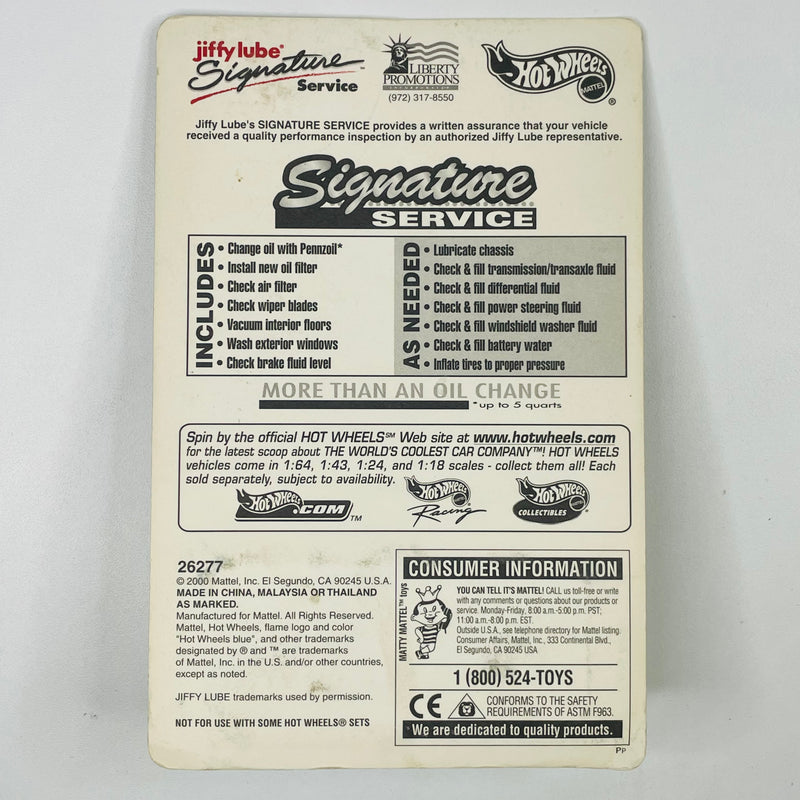 jiffy lube®
Signature™
Service
LIBERTY
PROMOTIONS
(972) 317-8550
Hot Wheels®
MATTEL
Jiffy Lube's SIGNATURE SERVICE provides a written assurance that your vehicle
received a quality performance inspection by an authorized Jiffy Lube representative.
Signature
SERVICE
INCLUDES
• Change oil with Pennzoil*
• Install new oil filter
• Check air filter
• Check wiper blades
• Vacuum interior floors
• Wash exterior windows
• Check brake fluid level
AS NEEDED
• Lubricate chassis
• Check & fill transmission/transaxle fluid
• Check & fill differential fluid
• Check & fill power steering fluid
• Check & fill windshield washer fluid
• Check & fill battery water
• Inflate tires to proper pressure
MORE THAN AN OIL CHANGE
*up to 5 quarts
Spin by the official HOT WHEELS℠ Web site at www.hotwheels.com
for the latest scoop about THE WORLD'S COOLEST CAR COMPANY™! HOT WHEELS
vehicles come in 1:64, 1:43, 1:24, and 1:18 scales - collect them all! Each
sold separately, subject to availability.
Hot Wheels.COM™
Hot Wheels Racing
Hot Wheels COLLECTIBLES
26277
© 2000 Mattel, Inc. El Segundo, CA 90245 U.S.A.
MADE IN CHINA, MALAYSIA OR THAILAND
AS MARKED.
Manufactured for Mattel. All Rights Reserved.
Mattel, Hot Wheels, flame logo and color
"Hot Wheels blue", and other trademarks
designated by ® and ™ are trademarks
of Mattel, Inc. in the U.S. and/or other countries,
except as noted.
JIFFY LUBE trademarks used by permission.
NOT FOR USE WITH SOME HOT WHEELS® SETS
CONSUMER INFORMATION
MATTY MATTEL™ toys
YOU CAN TELL IT'S MATTEL! CALL us toll-free or write
with any comments or questions about our products or
service. Monday-Friday, 8:00 a.m.-5:00 p.m. PST;
11:00 a.m.-8:00 p.m. EST.
Outside U.S.A., see telephone directory for Mattel listing.
Consumer Affairs, Mattel, Inc., 333 Continental Blvd.,
El Segundo, CA 90245 USA
1 (800) 524-TOYS
CE
CONFORMS TO THE SAFETY
REQUIREMENTS OF ASTM F963.
We are dedicated to quality products.
PP